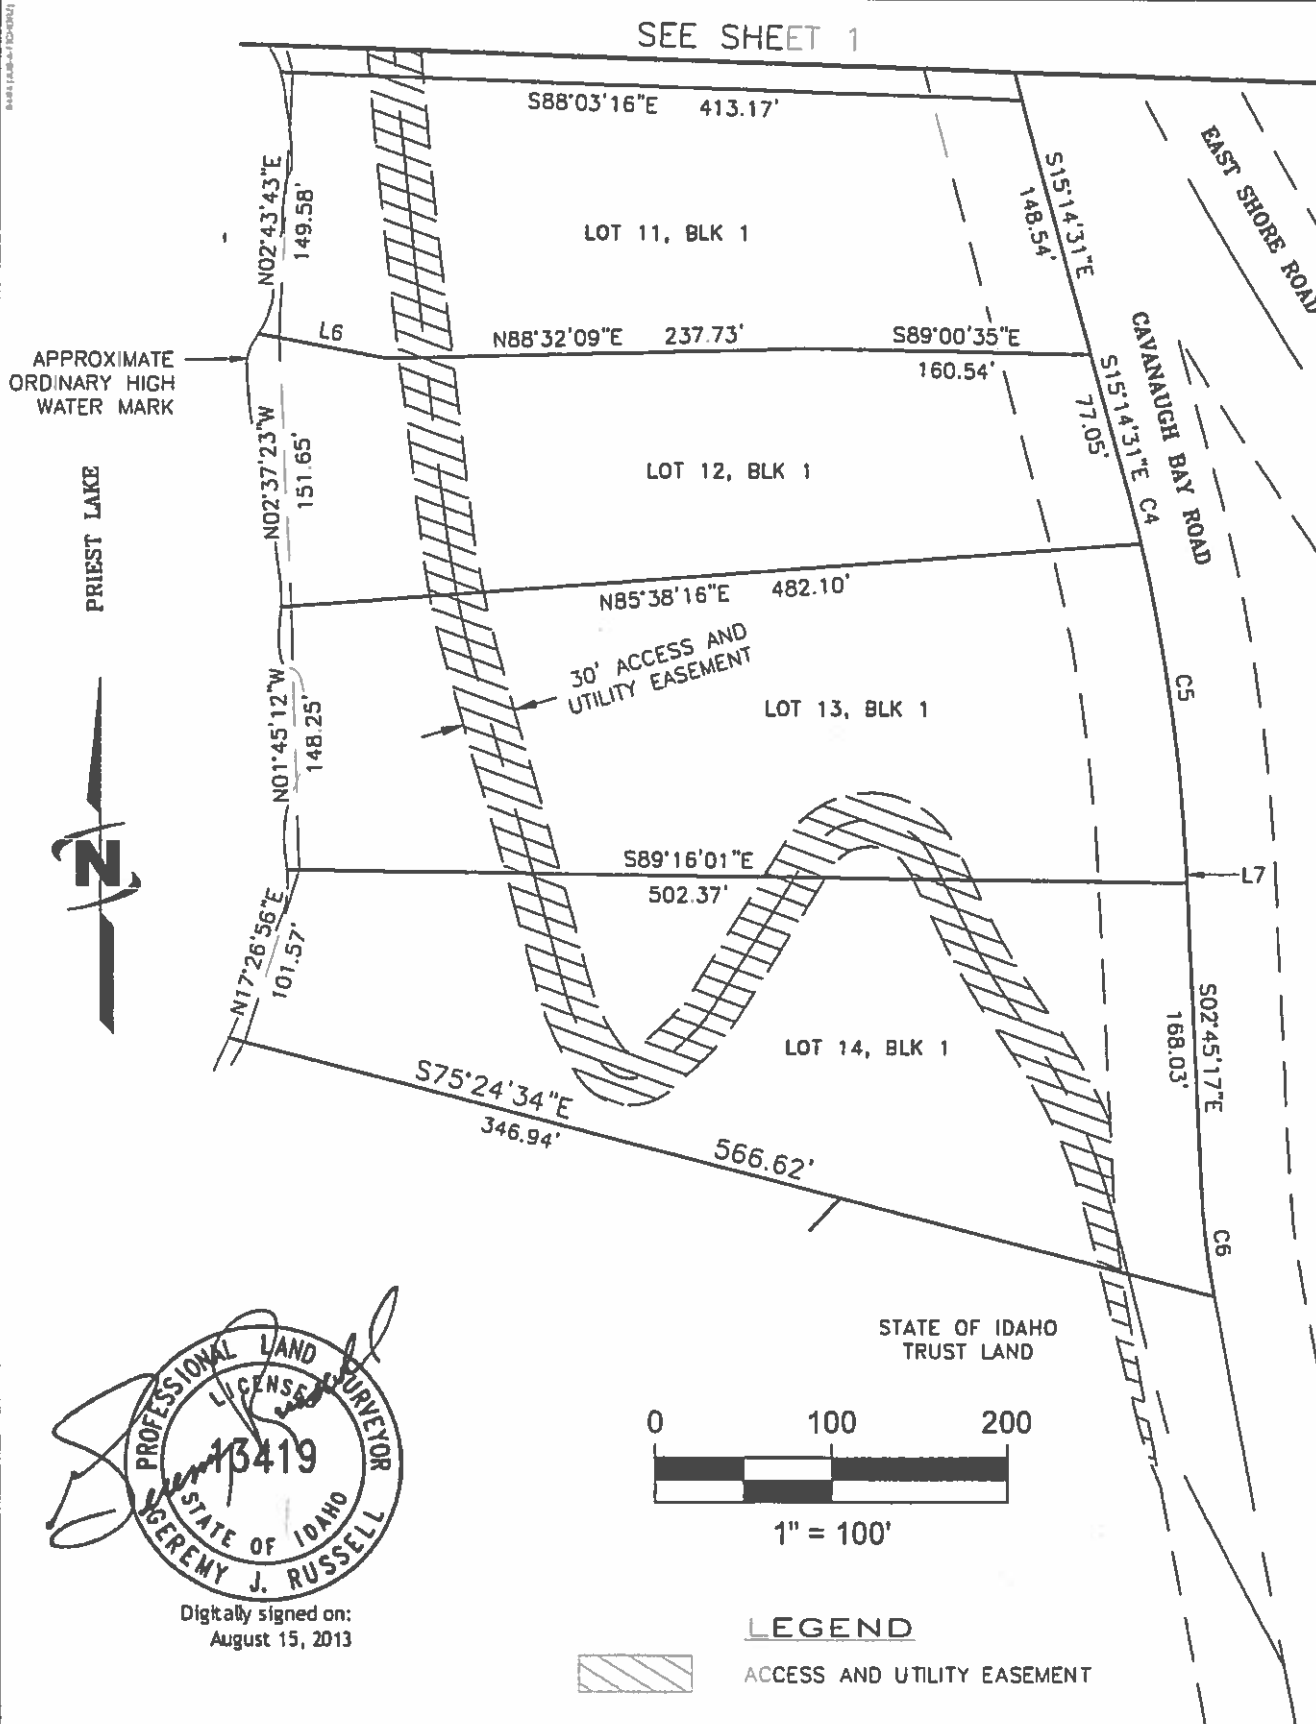 SEE SHEET 1
S88°03'16"E 413.17'
EAST SHORE ROAD
N02°43'43"E
149.58'
S15°14'31"E
148.54'
LOT 11, BLK 1
L6
N88°32'09"E 237.73'
S89°00'35"E
160.54'
APPROXIMATE
ORDINARY HIGH
WATER MARK
CAVANAUGH BAY ROAD
S15°14'31"E C4
77.05'
N02°37'23"W
151.65'
LOT 12, BLK 1
PRIEST LAKE
N85°38'16"E 482.10'
30' ACCESS AND
UTILITY EASEMENT
C5
N01°45'12"W
148.25'
LOT 13, BLK 1
N
S89°16'01"E
502.37'
L7
N17°26'56"E
101.57'
S02°45'17"E
168.03'
LOT 14, BLK 1
S75°24'34"E
346.94'
566.62'
C6
STATE OF IDAHO
TRUST LAND
PROFESSIONAL LAND SURVEYOR
LICENSED
13419
STATE OF IDAHO
GEREMY J. RUSSELL
Digitally signed on:
August 15, 2013
0 100 200
1" = 100'
LEGEND
ACCESS AND UTILITY EASEMENT